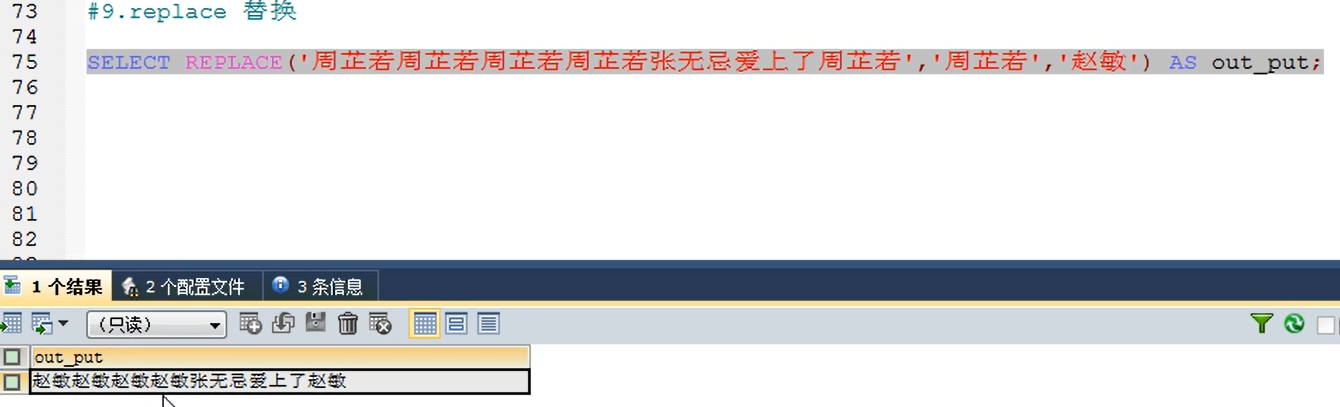 73 #9.replace 替换
74
75 SELECT REPLACE('周芷若周芷若周芷若周芷若张无忌爱上了周芷若','周芷若','赵敏') AS out_put;
76
77
78
79
80
81
82
1 个结果 2 个配置文件 3 条信息
（只读）
out_put
赵敏赵敏赵敏赵敏张无忌爱上了赵敏